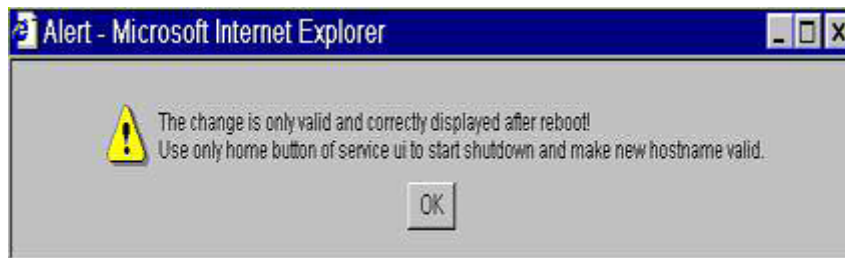 Alert - Microsoft Internet Explorer
The change is only valid and correctly displayed after reboot!
Use only home button of service ui to start shutdown and make new hostname valid.
OK